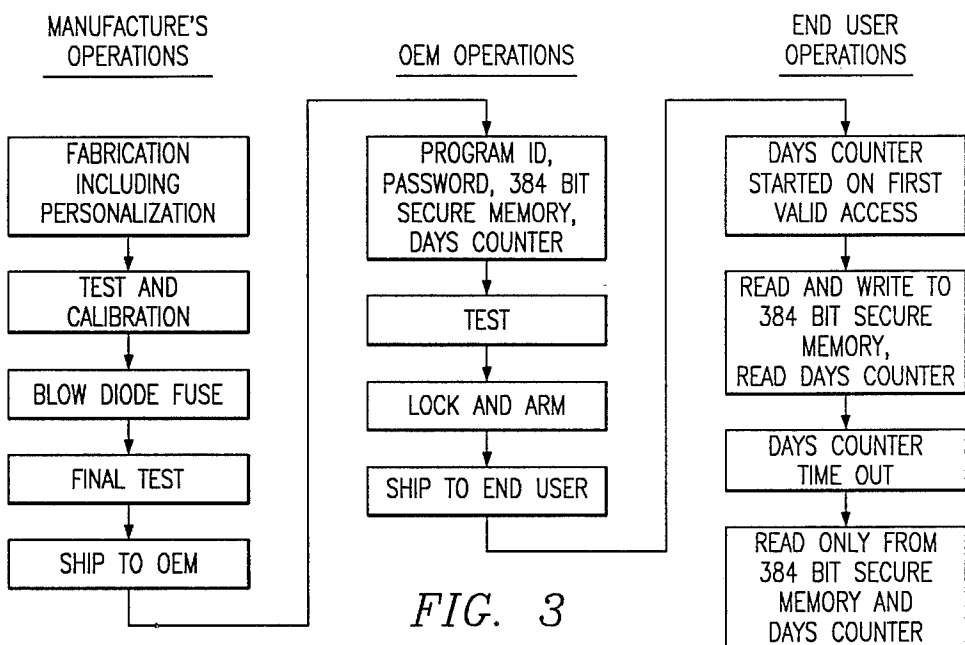 MANUFACTURE'S
OPERATIONS
FABRICATION
INCLUDING
PERSONALIZATION
TEST AND
CALIBRATION
BLOW DIODE FUSE
FINAL TEST
SHIP TO OEM
OEM OPERATIONS
PROGRAM ID,
PASSWORD, 384 BIT
SECURE MEMORY,
DAYS COUNTER
TEST
LOCK AND ARM
SHIP TO END USER
END USER
OPERATIONS
DAYS COUNTER
STARTED ON FIRST
VALID ACCESS
READ AND WRITE TO
384 BIT SECURE
MEMORY,
READ DAYS COUNTER
DAYS COUNTER
TIME OUT
READ ONLY FROM
384 BIT SECURE
MEMORY AND
DAYS COUNTER
FIG. 3